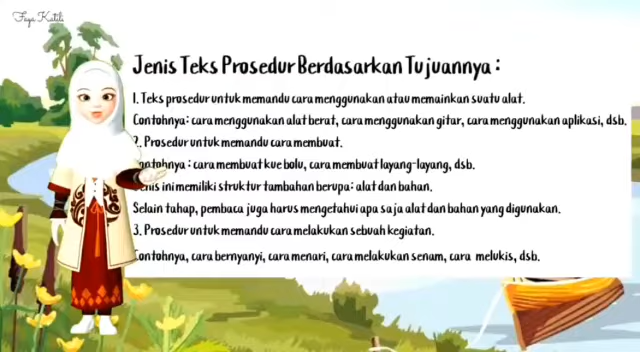 Faga Katili
Jenis Teks Prosedur Berdasarkan Tujuannya :
1. Teks prosedur untuk memandu cara menggunakan atau memainkan suatu alat.
Contohnya: cara menggunakan alat berat, cara menggunakan gitar, cara menggunakan aplikasi, dsb.
2. Prosedur untuk memandu cara membuat.
Contohnya : cara membuat kue bolu, cara membuat layang-layang, dsb.
Jenis ini memiliki struktur tambahan berupa: alat dan bahan.
Selain tahap, pembaca juga harus mengetahui apa saja alat dan bahan yang digunakan.
3. Prosedur untuk memandu cara melakukan sebuah kegiatan.
Contohnya, cara bernyanyi, cara menari, cara melakukan senam, cara melukis, dsb.